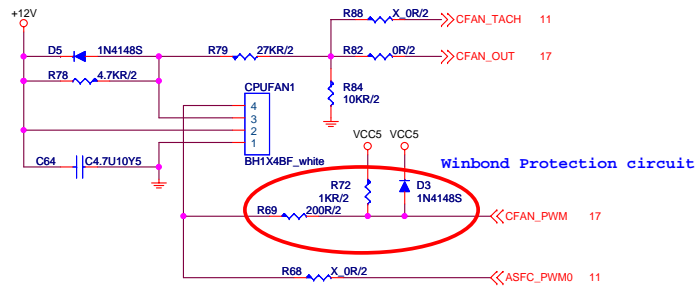 +12V
R88 X_0R/2 CFAN_TACH 11
D5 1N4148S R79 27KR/2 R82 0R/2 CFAN_OUT 17
R78 4.7KR/2
R84
10KR/2
CPUFAN1
4
3
2
1
BH1X4BF_white
C64 C4.7U10Y5
VCC5 VCC5
Winbond Protection circuit
R72
1KR/2
D3
1N4148S
R69 200R/2 CFAN_PWM 17
R68 X_0R/2 ASFC_PWM0 11